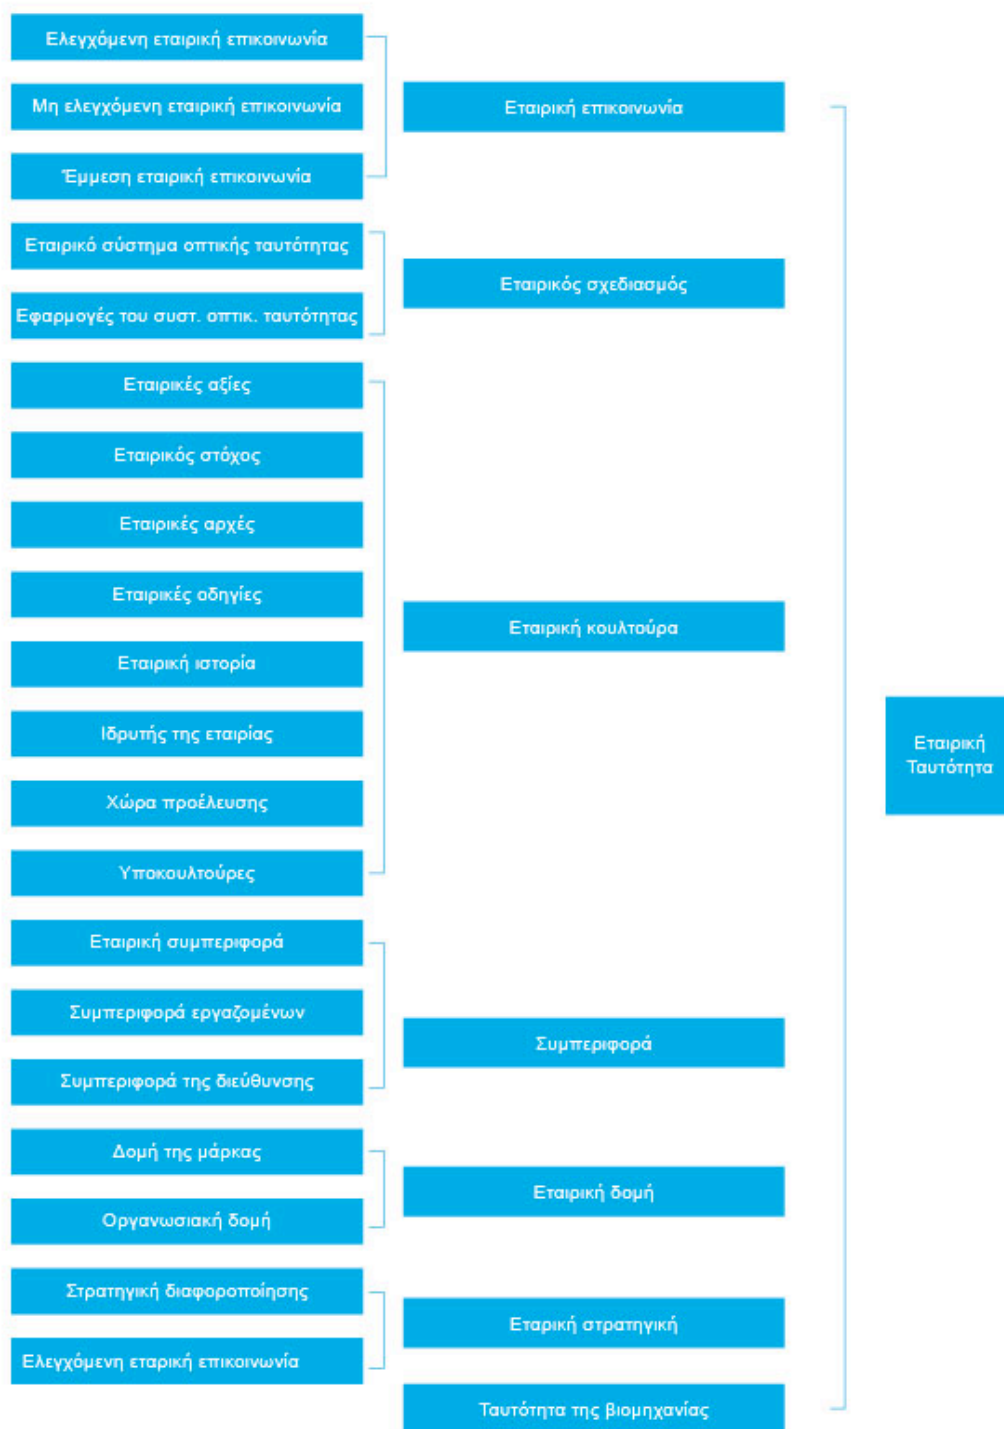 Ελεγχόμενη εταιρική επικοινωνία
Μη ελεγχόμενη εταιρική επικοινωνία
Έμμεση εταιρική επικοινωνία
Εταιρική επικοινωνία
Εταιρικό σύστημα οπτικής ταυτότητας
Εφαρμογές του συστ. οπτικ. ταυτότητας
Εταιρικός σχεδιασμός
Εταιρικές αξίες
Εταιρικός στόχος
Εταιρικές αρχές
Εταιρικές οδηγίες
Εταιρική ιστορία
Ιδρυτής της εταιρίας
Χώρα προέλευσης
Υποκουλτούρες
Εταιρική κουλτούρα
Εταιρική συμπεριφορά
Συμπεριφορά εργαζομένων
Συμπεριφορά της διεύθυνσης
Συμπεριφορά
Δομή της μάρκας
Οργανωσιακή δομή
Εταιρική δομή
Στρατηγική διαφοροποίησης
Ελεγχόμενη εταρική επικοινωνία
Εταρική στρατηγική
Ταυτότητα της βιομηχανίας
Εταιρική
Ταυτότητα